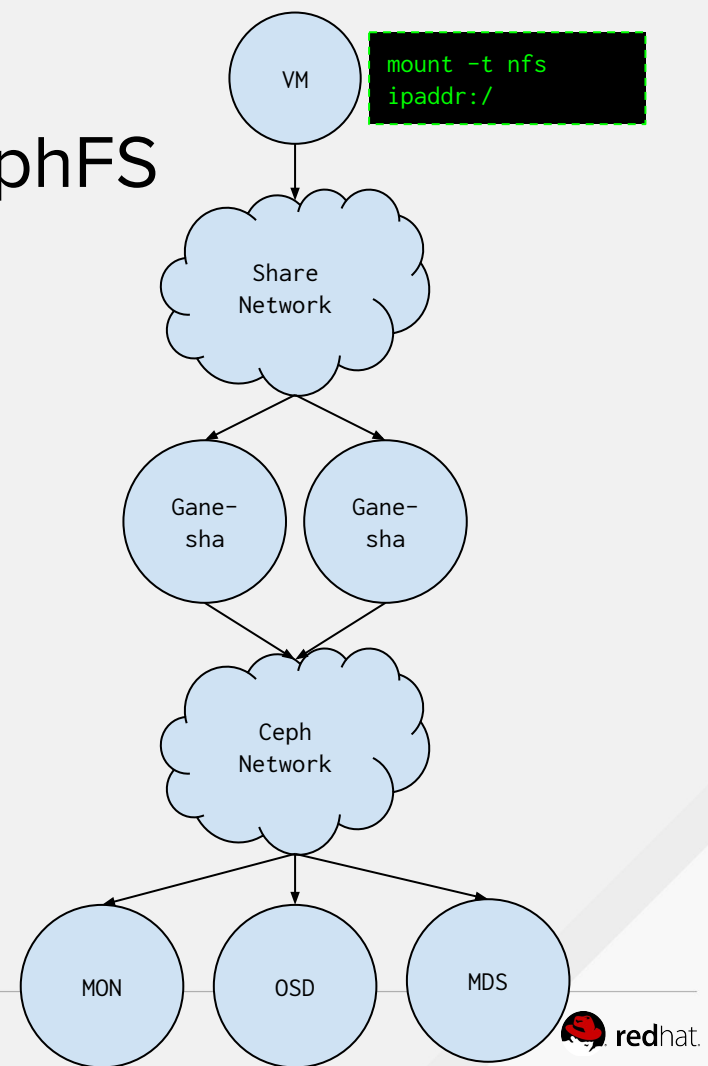 VM
mount -t nfs
ipaddr:/
phFS
Share
Network
Gane-
sha
Gane-
sha
Ceph
Network
MON
OSD
MDS
redhat.